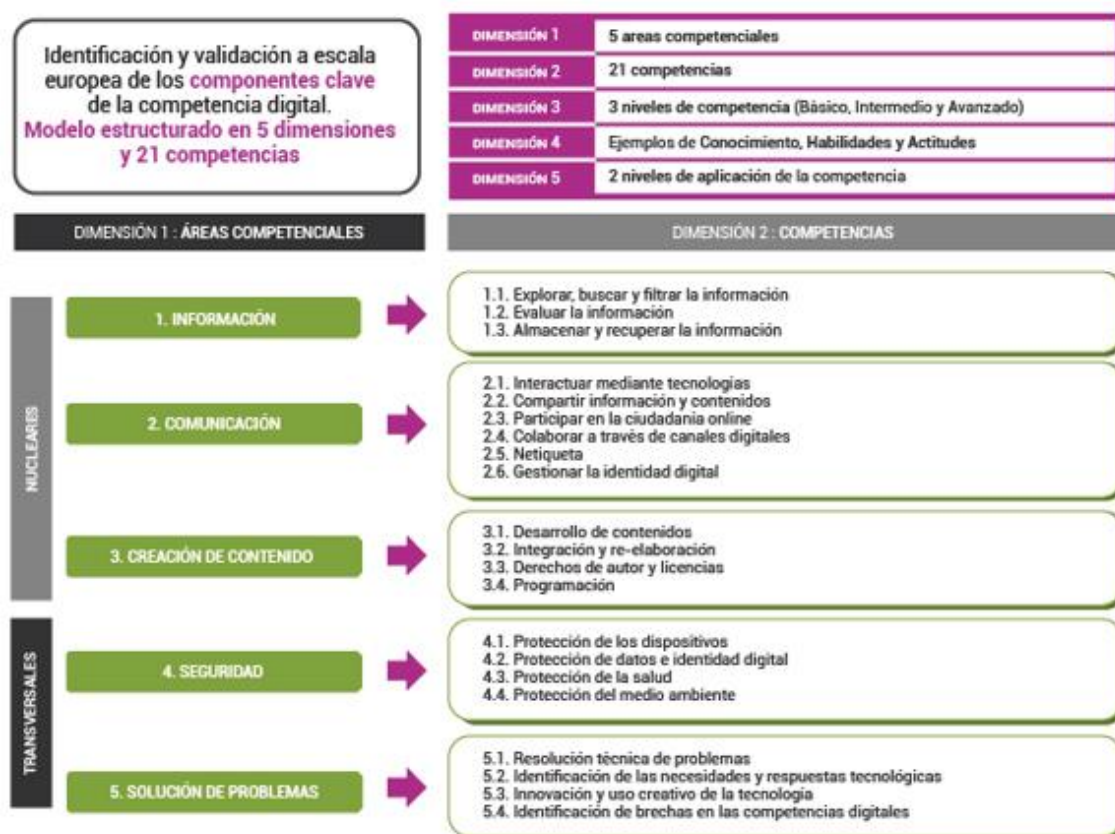 Identificación y validación a escala
europea de los componentes clave
de la competencia digital.
Modelo estructurado en 5 dimensiones
y 21 competencias
DIMENSIÓN 1 5 areas competenciales
DIMENSIÓN 2 21 competencias
DIMENSIÓN 3 3 niveles de competencia (Básico, Intermedio y Avanzado)
DIMENSIÓN 4 Ejemplos de Conocimiento, Habilidades y Actitudes
DIMENSIÓN 5 2 niveles de aplicación de la competencia
DIMENSIÓN 1 : ÁREAS COMPETENCIALES
DIMENSIÓN 2 : COMPETENCIAS
NUCLEARES
1. INFORMACIÓN
1.1. Explorar, buscar y filtrar la información
1.2. Evaluar la información
1.3. Almacenar y recuperar la información
2. COMUNICACIÓN
2.1. Interactuar mediante tecnologías
2.2. Compartir información y contenidos
2.3. Participar en la ciudadanía online
2.4. Colaborar a través de canales digitales
2.5. Netiqueta
2.6. Gestionar la identidad digital
3. CREACIÓN DE CONTENIDO
3.1. Desarrollo de contenidos
3.2. Integración y re-elaboración
3.3. Derechos de autor y licencias
3.4. Programación
TRANSVERSALES
4. SEGURIDAD
4.1. Protección de los dispositivos
4.2. Protección de datos e identidad digital
4.3. Protección de la salud
4.4. Protección del medio ambiente
5. SOLUCIÓN DE PROBLEMAS
5.1. Resolución técnica de problemas
5.2. Identificación de las necesidades y respuestas tecnológicas
5.3. Innovación y uso creativo de la tecnología
5.4. Identificación de brechas en las competencias digitales